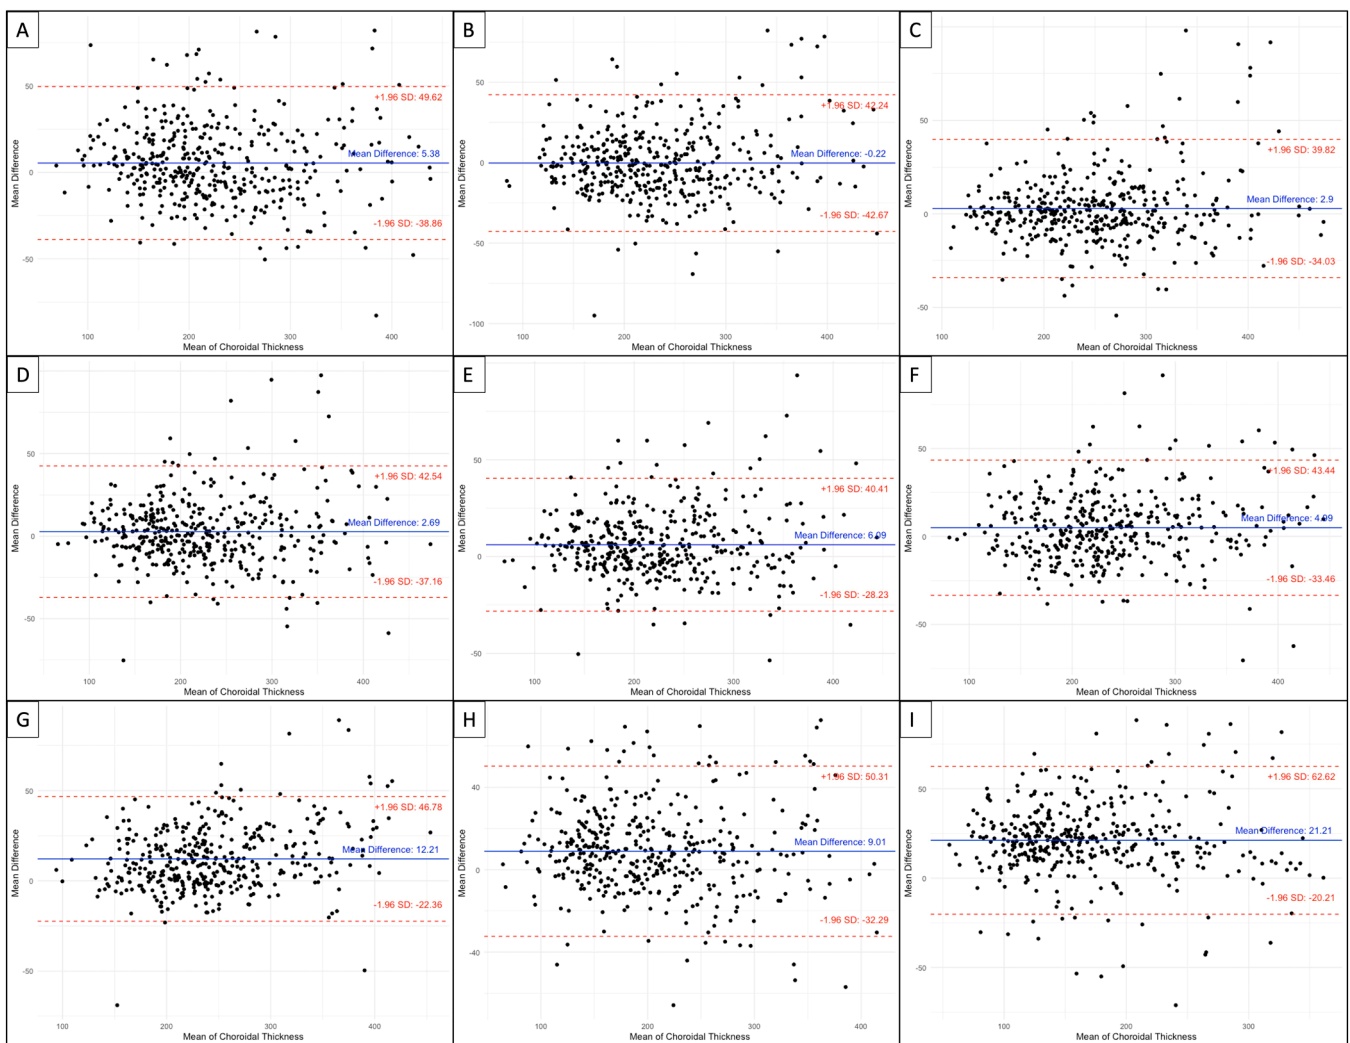 A
50
0
-50
100
200
300
400
Mean Difference
Mean of Choroidal Thickness
+1.96 SD: 49.62
Mean Difference: 5.38
-1.96 SD: -38.86
B
50
0
-50
-100
100
200
300
400
Mean Difference
Mean of Choroidal Thickness
+1.96 SD: 42.24
Mean Difference: -0.22
-1.96 SD: -42.67
C
50
0
-50
100
200
300
400
Mean Difference
Mean of Choroidal Thickness
+1.96 SD: 39.82
Mean Difference: 2.9
-1.96 SD: -34.03
D
50
0
-50
100
200
300
400
Mean Difference
Mean of Choroidal Thickness
+1.96 SD: 42.54
Mean Difference: 2.69
-1.96 SD: -37.16
E
50
0
-50
100
200
300
400
Mean Difference
Mean of Choroidal Thickness
+1.96 SD: 40.41
Mean Difference: 6.09
-1.96 SD: -28.23
F
50
0
-50
100
200
300
400
Mean Difference
Mean of Choroidal Thickness
+1.96 SD: 43.44
Mean Difference: 4.99
-1.96 SD: -33.46
G
50
0
-50
100
200
300
400
Mean Difference
Mean of Choroidal Thickness
+1.96 SD: 46.78
Mean Difference: 12.21
-1.96 SD: -22.36
H
40
0
-40
100
200
300
400
Mean Difference
Mean of Choroidal Thickness
+1.96 SD: 50.31
Mean Difference: 9.01
-1.96 SD: -32.29
I
50
0
-50
100
200
300
Mean Difference
Mean of Choroidal Thickness
+1.96 SD: 62.62
Mean Difference: 21.21
-1.96 SD: -20.21